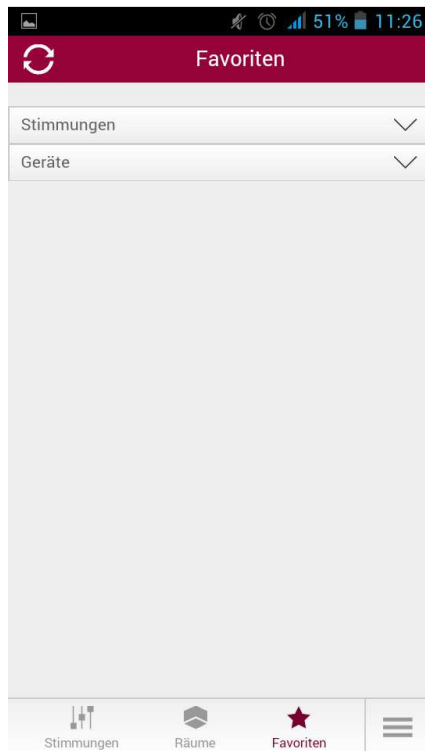 51% 11:26
Favoriten
Stimmungen
Geräte
Stimmungen Räume Favoriten